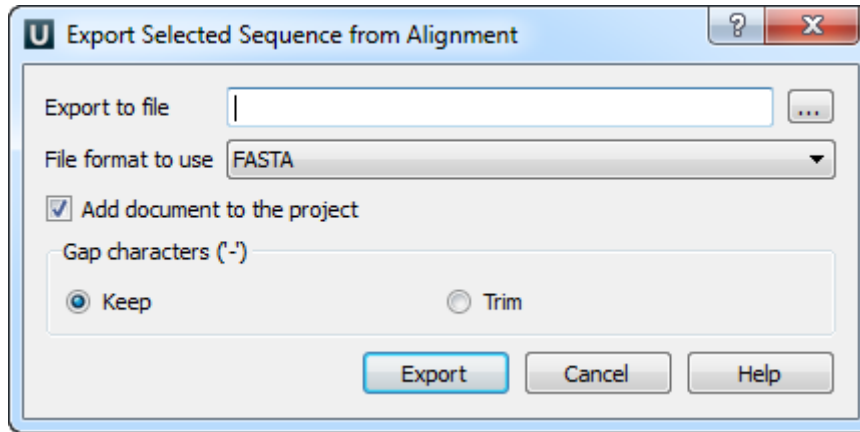 U Export Selected Sequence from Alignment ? X
Export to file ...
File format to use FASTA
Add document to the project
Gap characters ('-')
Keep Trim
Export Cancel Help